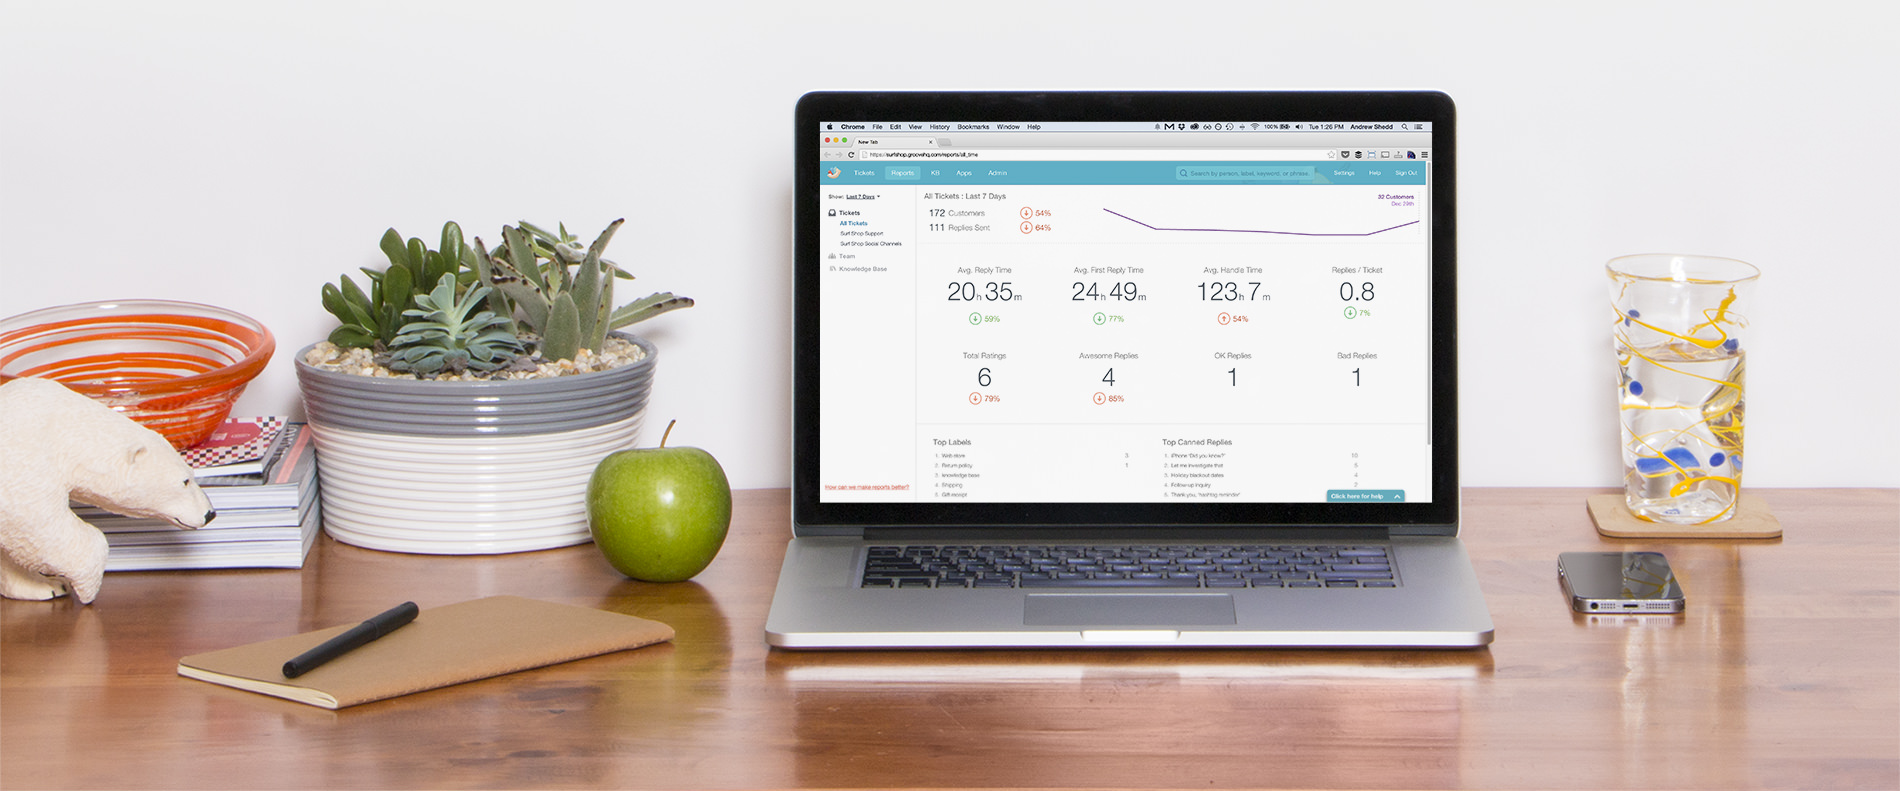 Chrome File Edit View History Bookmarks Window Help 100% Tue 1:26 PM Andrew Shedd
New Tab
https://surfshop.groovehq.com/reports/all_time
Tickets Reports KB Apps Admin Search by person, label, keyword, or phrase. Settings Help Sign Out
Show: Last 7 Days
Tickets
All Tickets
Surf Shop Support
Surf Shop Social Channels
Team
Knowledge Base
How can we make reports better?
All Tickets : Last 7 Days
172 Customers 54%
111 Replies Sent 64%
32 Customers
Dec 29th
Avg. Reply Time Avg. First Reply Time Avg. Handle Time Replies / Ticket
20h 35m 24h 49m 123h 7m 0.8
59% 77% 54% 7%
Total Ratings Awesome Replies OK Replies Bad Replies
6 4 1 1
79% 85%
Top Labels Top Canned Replies
1. Web store 3 1. iPhone 'Did you know?' 10
2. Return policy 1 2. Let me investigate that 5
3. knowledge base 3. Holiday blackout dates 4
4. Shipping 4. Follow-up inquiry 2
5. Gift receipt 5. Thank you, 'hashtag reminder'
Click here for help